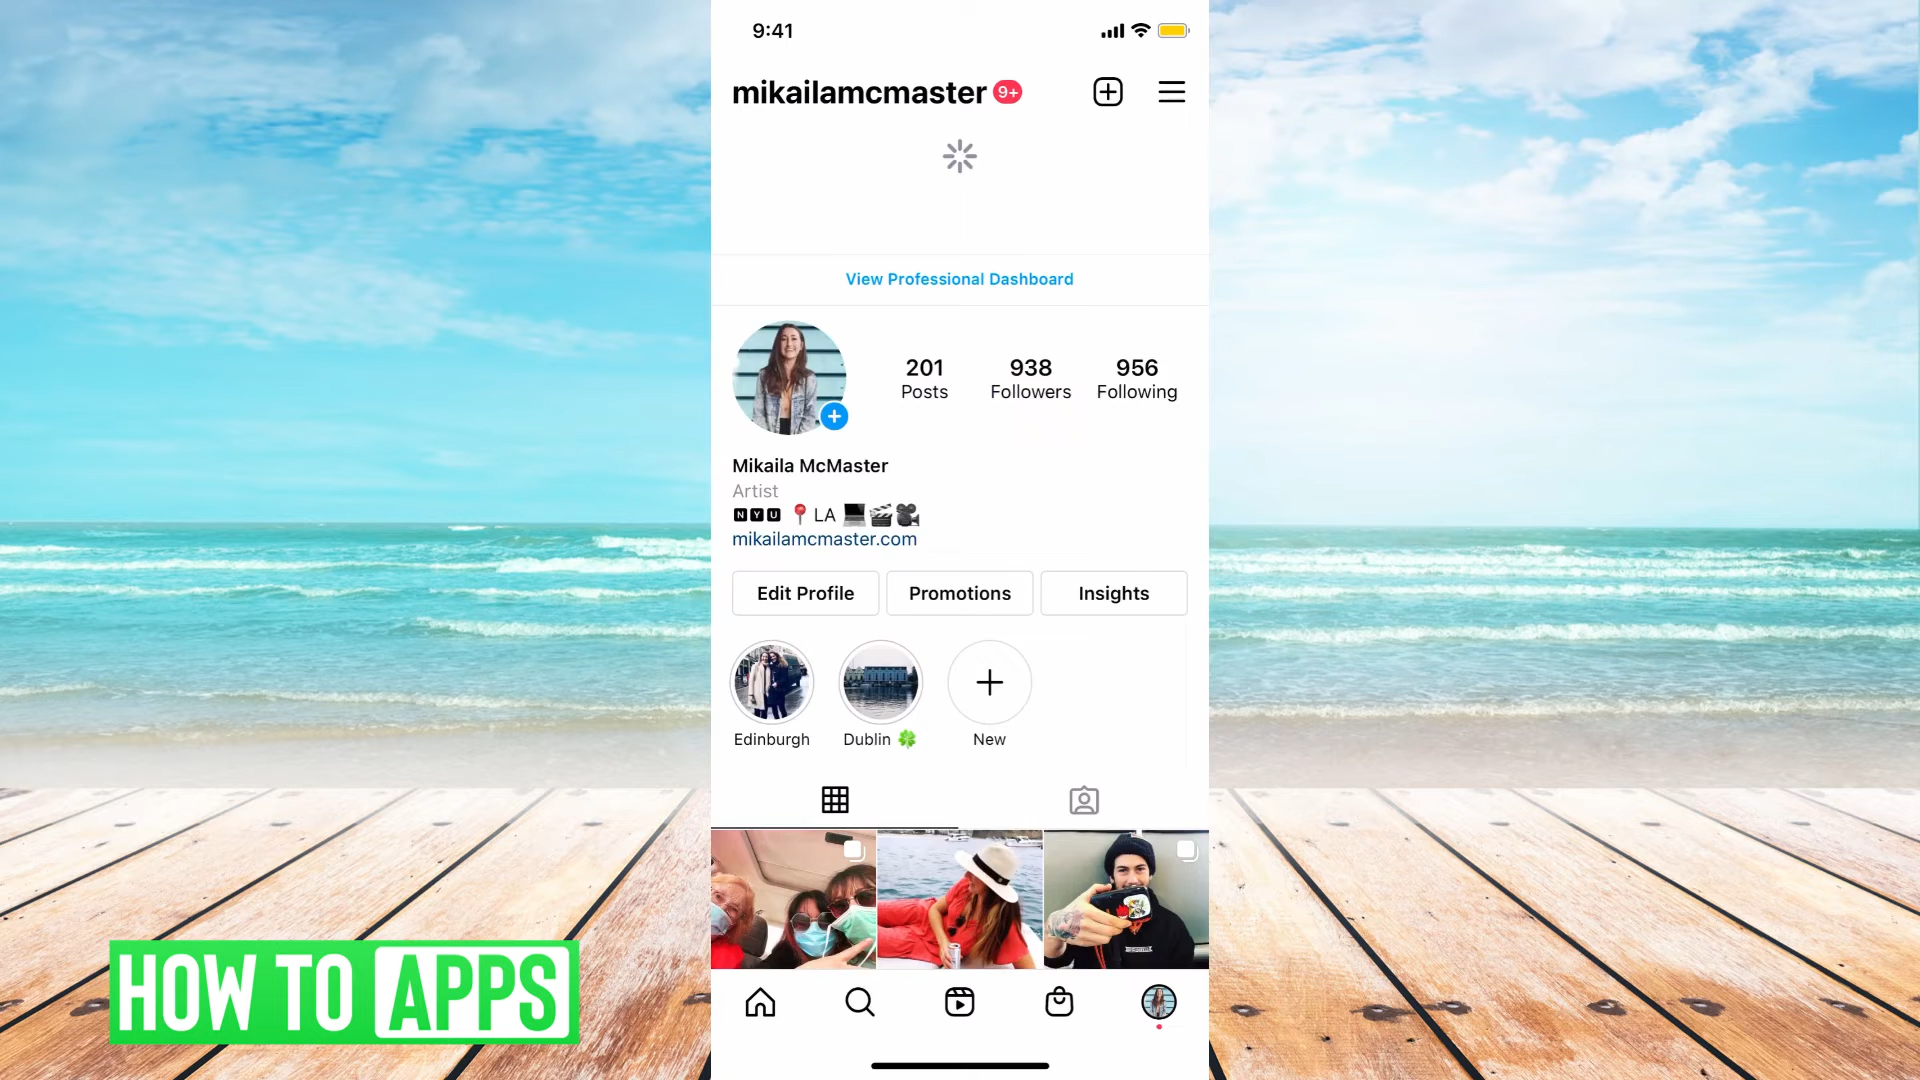 9:41
mikailamcmaster 9+
View Professional Dashboard
201 938 956
Posts Followers Following
Mikaila McMaster
Artist
NYU 📍 LA 💻🎬🎥
mikailamcmaster.com
Edit Profile Promotions Insights
Edinburgh Dublin 🍀 New
HOW TO APPS